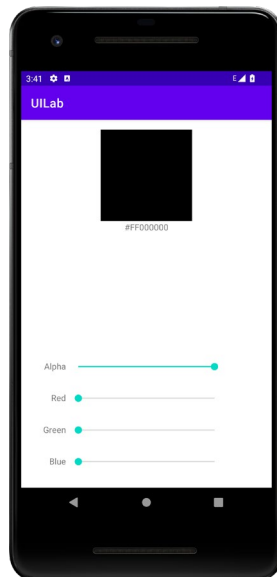 3:41 E
UILab
#FF000000
Alpha
Red
Green
Blue